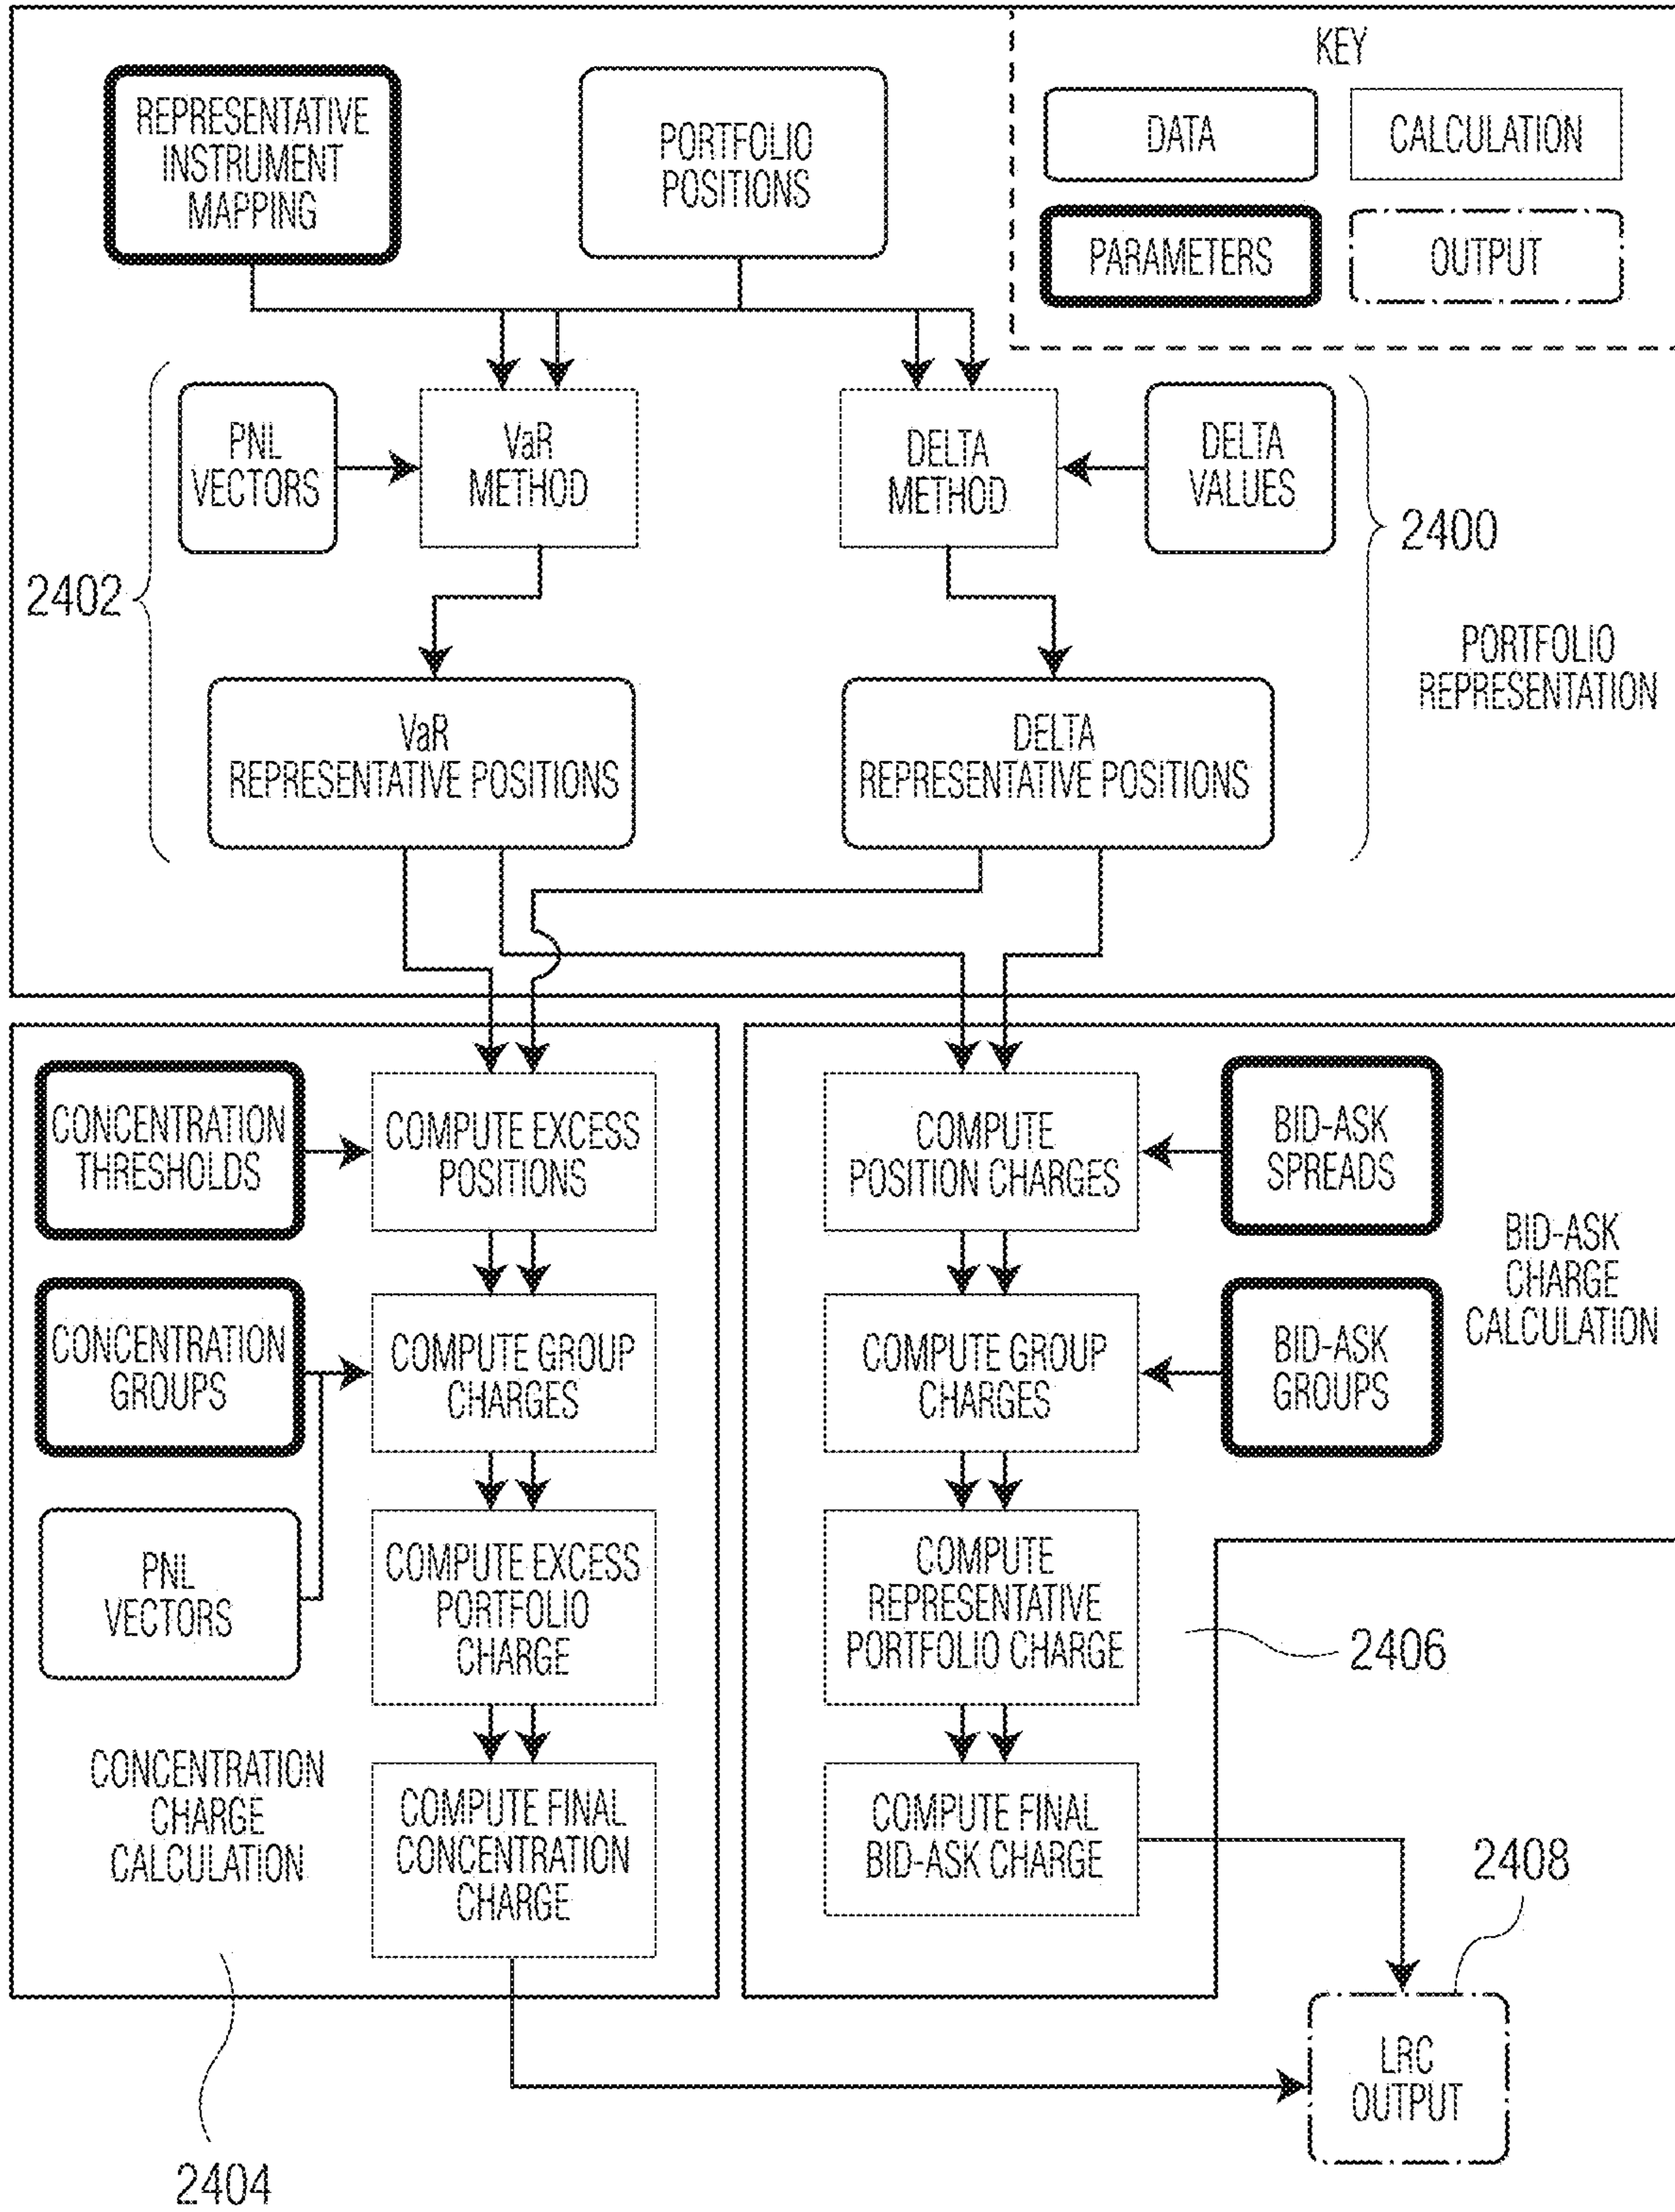 KEY
DATA
CALCULATION
PARAMETERS
OUTPUT
REPRESENTATIVE
INSTRUMENT
MAPPING
PORTFOLIO
POSITIONS
PNL
VECTORS
VaR
METHOD
DELTA
METHOD
DELTA
VALUES
2400
2402
PORTFOLIO
REPRESENTATION
VaR
REPRESENTATIVE POSITIONS
DELTA
REPRESENTATIVE POSITIONS
CONCENTRATION
THRESHOLDS
COMPUTE EXCESS
POSITIONS
CONCENTRATION
GROUPS
COMPUTE GROUP
CHARGES
PNL
VECTORS
COMPUTE EXCESS
PORTFOLIO
CHARGE
CONCENTRATION
CHARGE
CALCULATION
COMPUTE FINAL
CONCENTRATION
CHARGE
2404
COMPUTE
POSITION CHARGES
BID-ASK
SPREADS
BID-ASK
CHARGE
CALCULATION
COMPUTE GROUP
CHARGES
BID-ASK
GROUPS
COMPUTE
REPRESENTATIVE
PORTFOLIO CHARGE
2406
COMPUTE FINAL
BID-ASK CHARGE
2408
LRC
OUTPUT